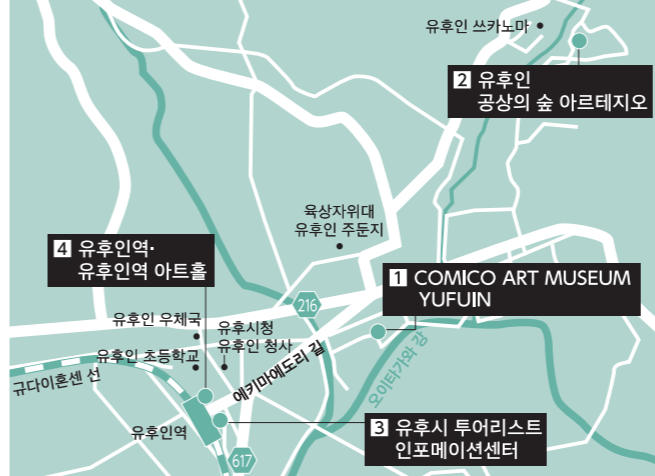 유후인 쓰카노마
2 유후인
공상의 숲 아르테지오
육상자위대
유후인 주둔지
4 유후인역·
유후인역 아트홀
1 COMICO ART MUSEUM
YUFUIN
216
유후인 우체국
유후시청
유후인 청사
유후인 초등학교
에키마에도리 길
오이타가와 강
규다이혼센 선
유후인역
3 유후시 투어리스트
인포메이션센터
617